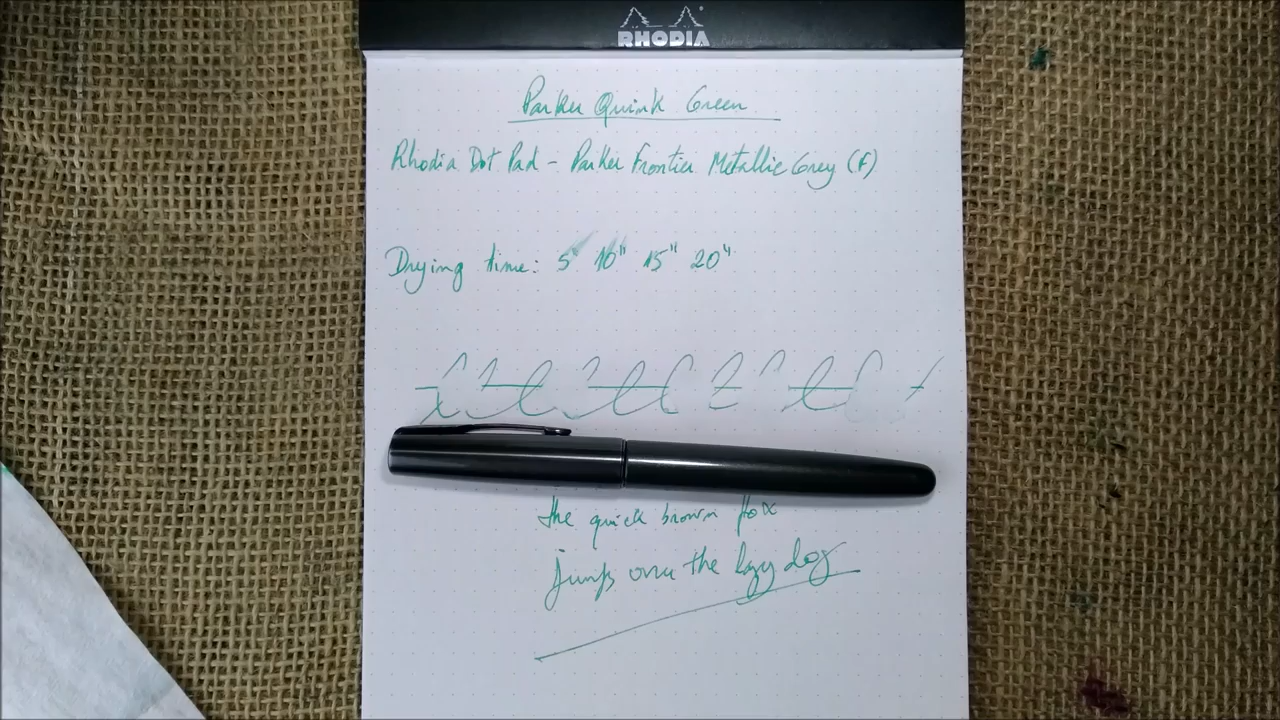 RHODIA
Parker Quink Green
Rhodia Dot Pad - Parker Frontier Metallic Grey (F)
Drying time: 5" 10" 15" 20"
the quick brown fox
jumps over the lazy dog